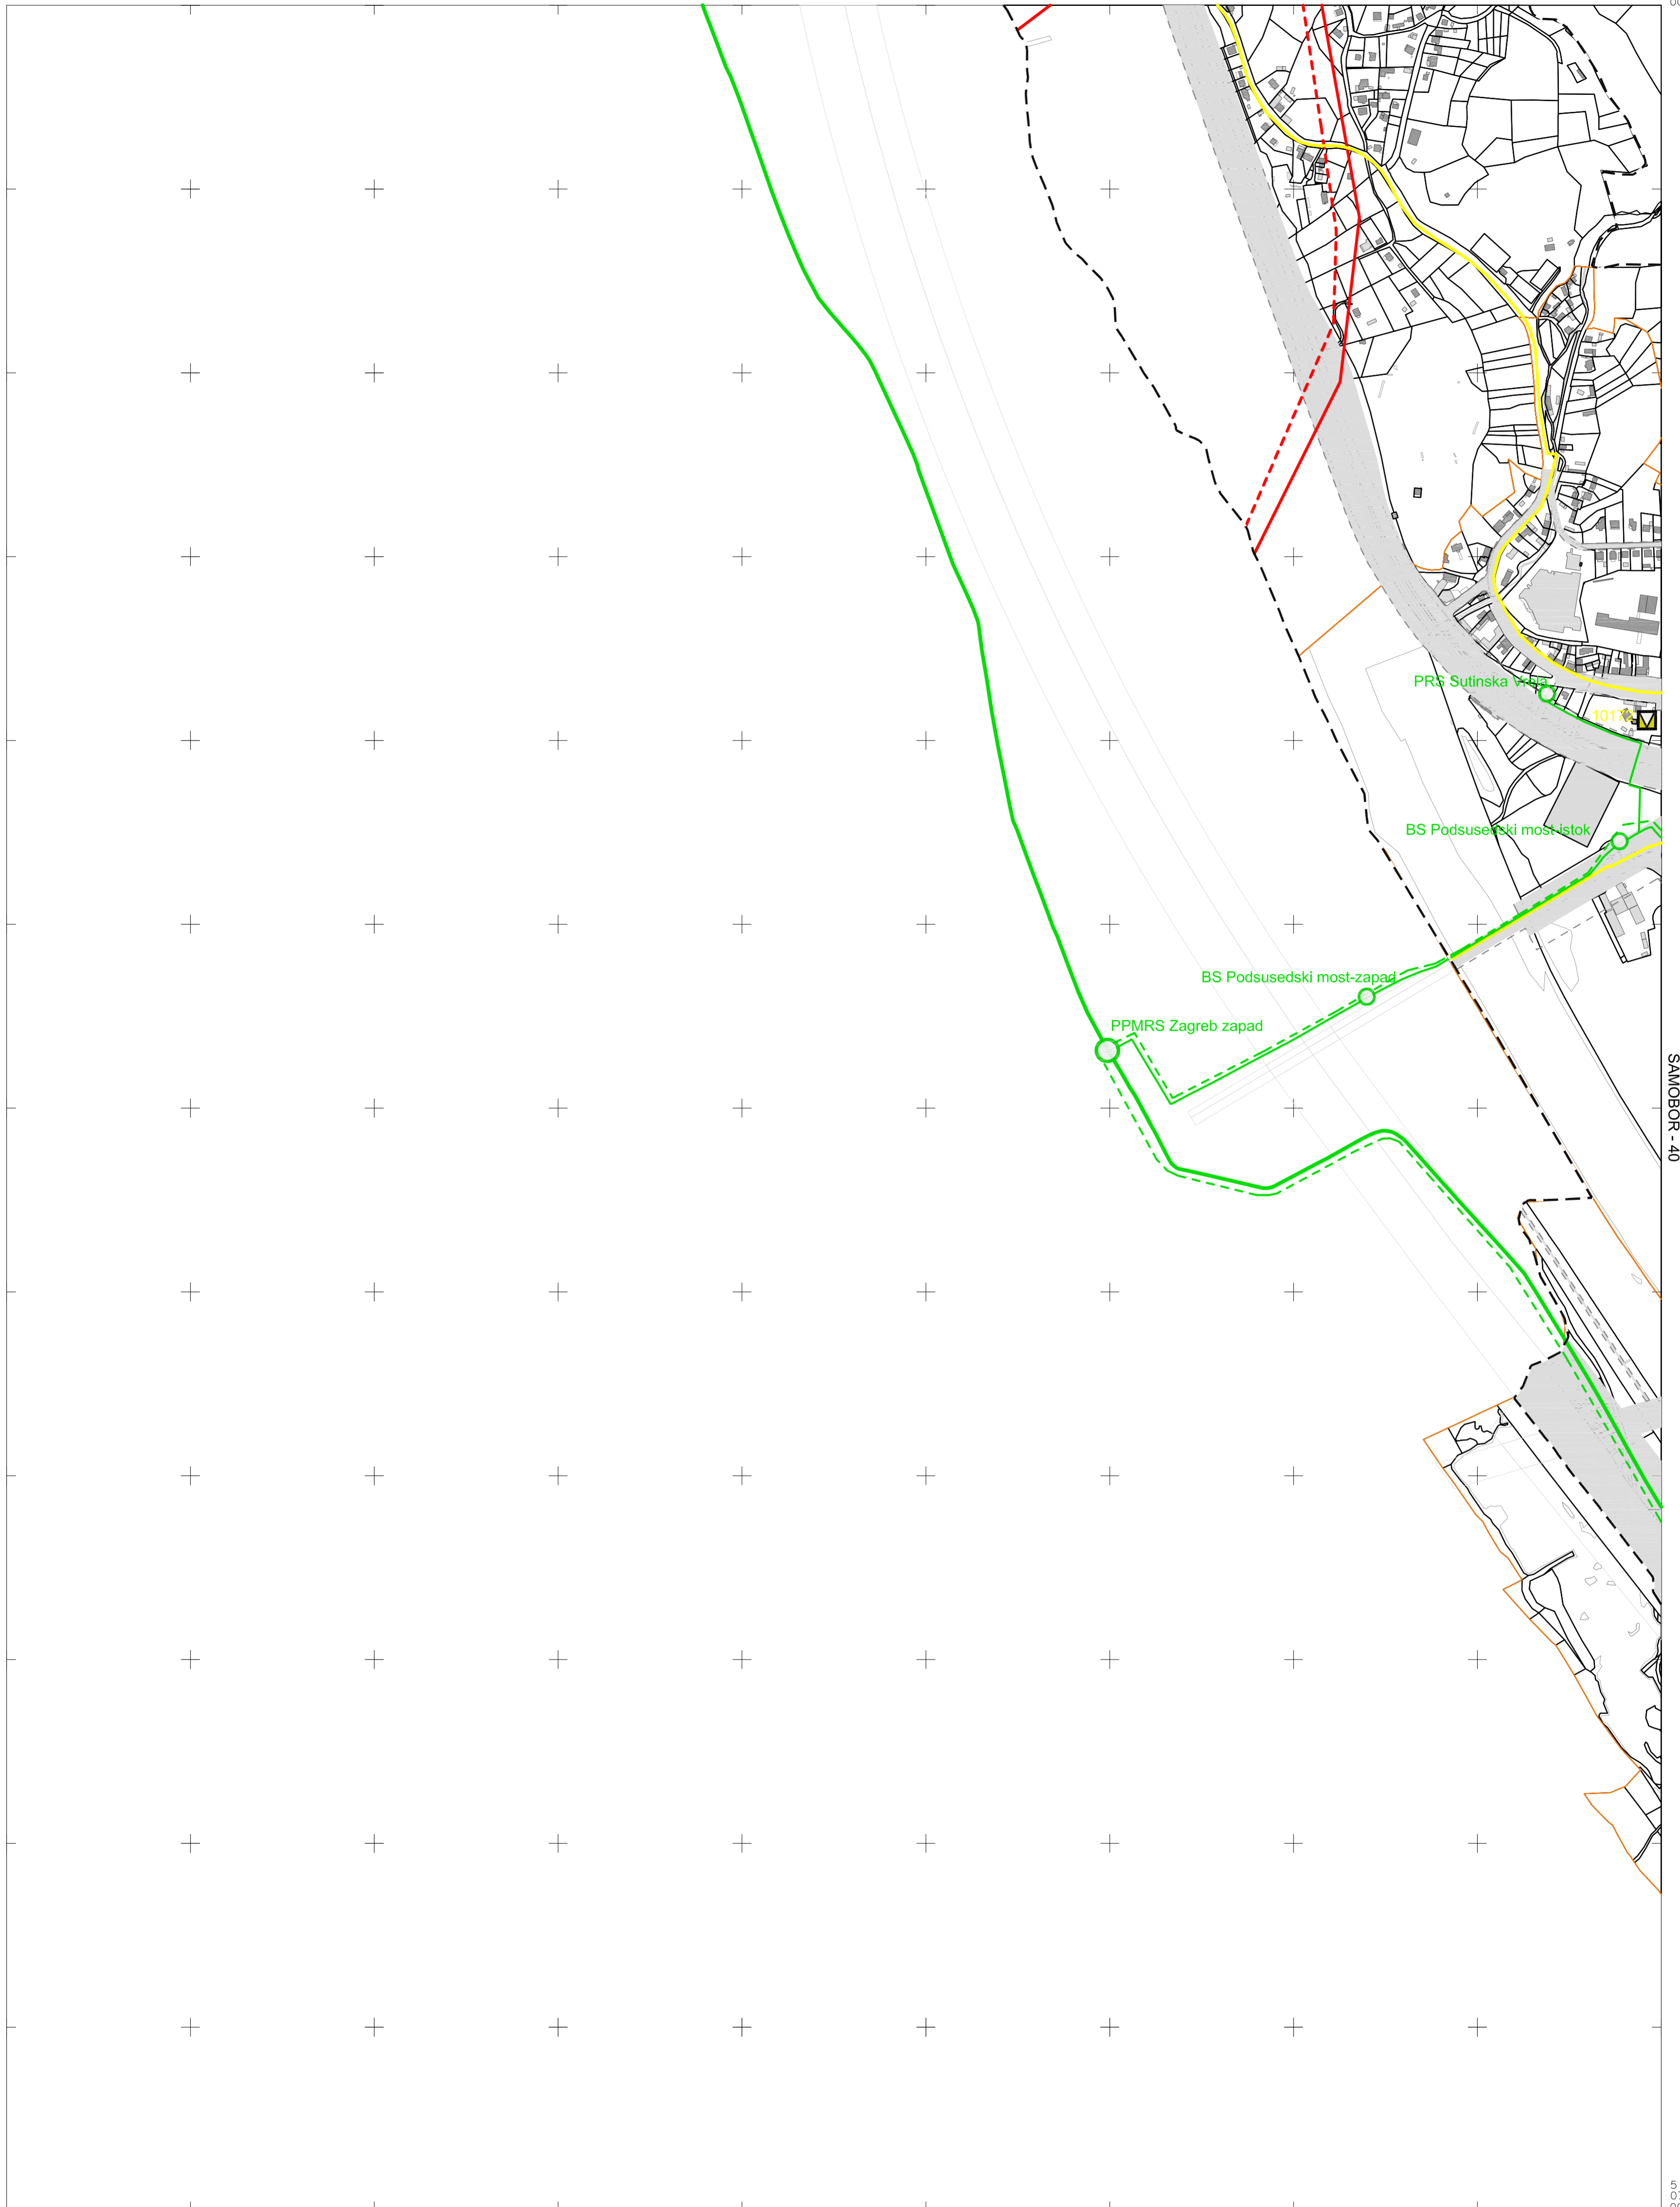 PRS Sutinska Vrela
BS Podsusedski most-istok
BS Podsusedski most-zapad
PPMRS Zagreb zapad
SAMOBOR - 40